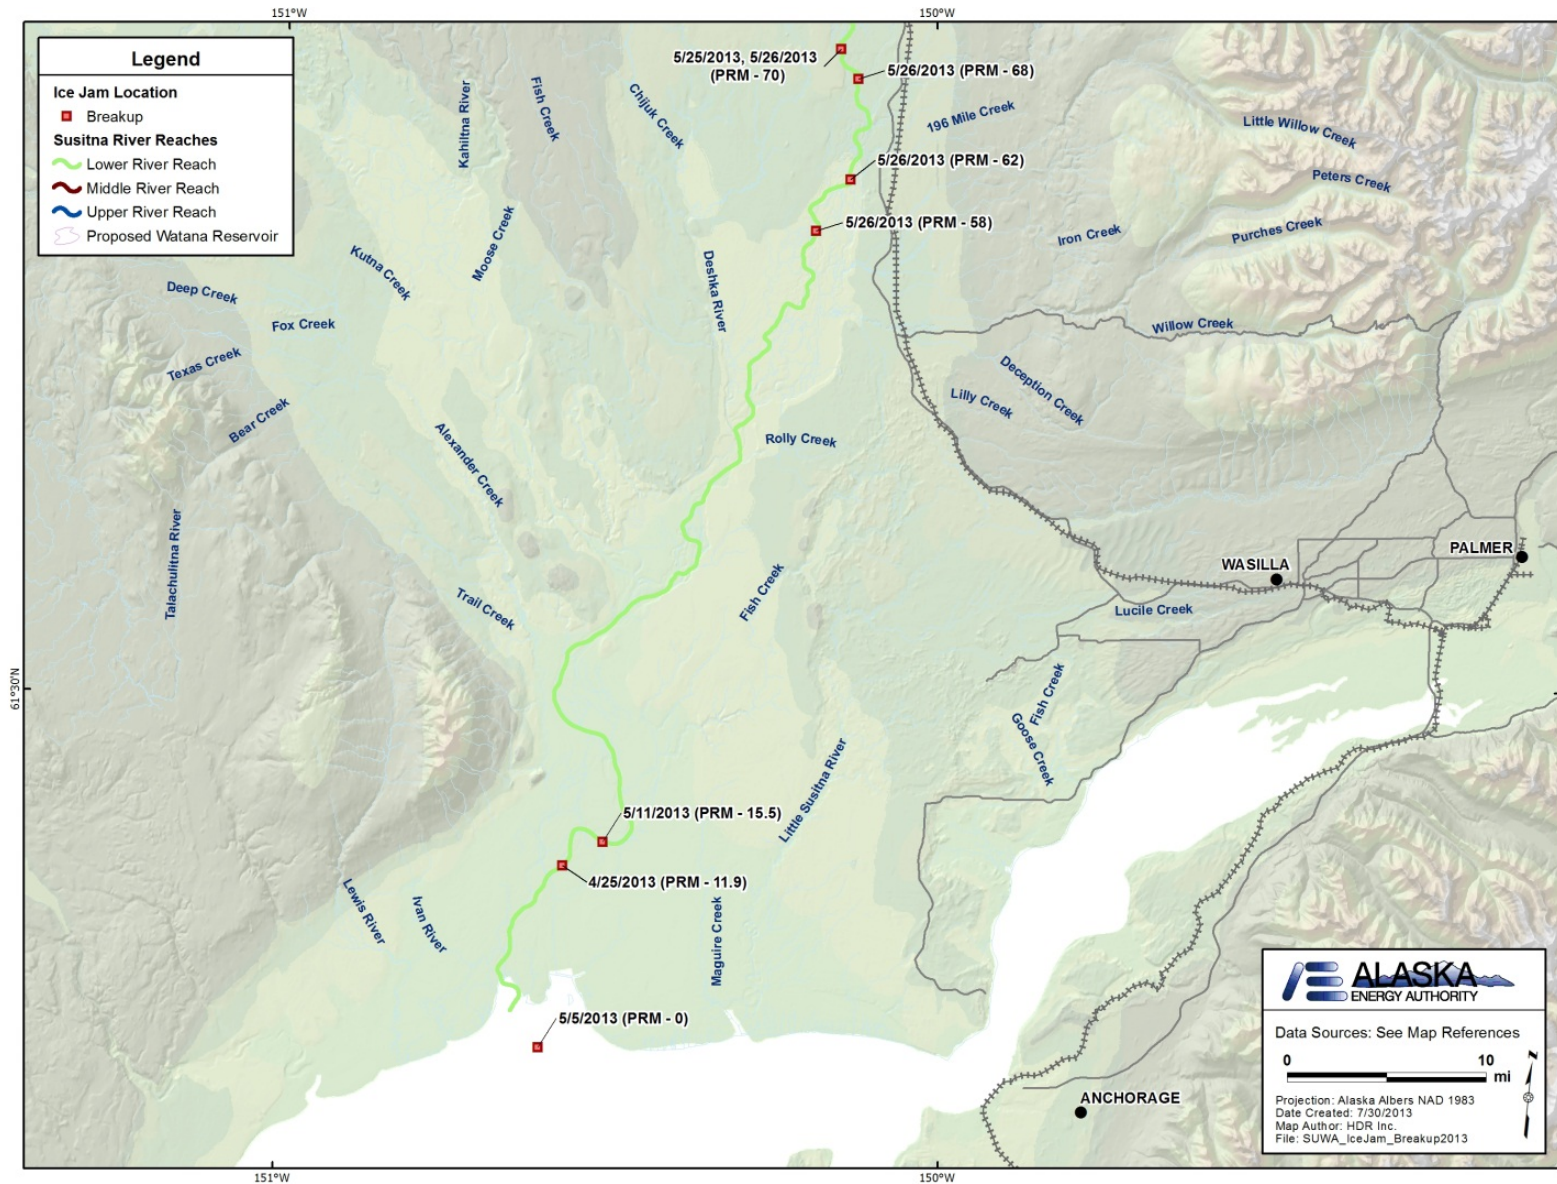 151°W
150°W
Legend
Ice Jam Location
Breakup
Susitna River Reaches
Lower River Reach
Middle River Reach
Upper River Reach
Proposed Watana Reservoir
5/25/2013, 5/26/2013
(PRM - 70)
5/26/2013 (PRM - 68)
Kahiltna River
Fish Creek
Chijuk Creek
196 Mile Creek
Little Willow Creek
5/26/2013 (PRM - 62)
Peters Creek
Moose Creek
5/26/2013 (PRM - 58)
Iron Creek
Purches Creek
Kutna Creek
Deshka River
Deep Creek
Fox Creek
Willow Creek
Texas Creek
Deception Creek
Lilly Creek
Bear Creek
Rolly Creek
Alexander Creek
Talachulitna River
PALMER
WASILLA
Fish Creek
Trail Creek
Lucile Creek
61°30'N
Fish Creek
Goose Creek
Little Susitna River
5/11/2013 (PRM - 15.5)
4/25/2013 (PRM - 11.9)
Lewis River
Ivan River
Maguire Creek
5/5/2013 (PRM - 0)
ANCHORAGE
ALASKA
ENERGY AUTHORITY
Data Sources: See Map References
0 10
mi
N
Projection: Alaska Albers NAD 1983
Date Created: 7/30/2013
Map Author: HDR Inc.
File: SUWA_IceJam_Breakup2013
151°W
150°W